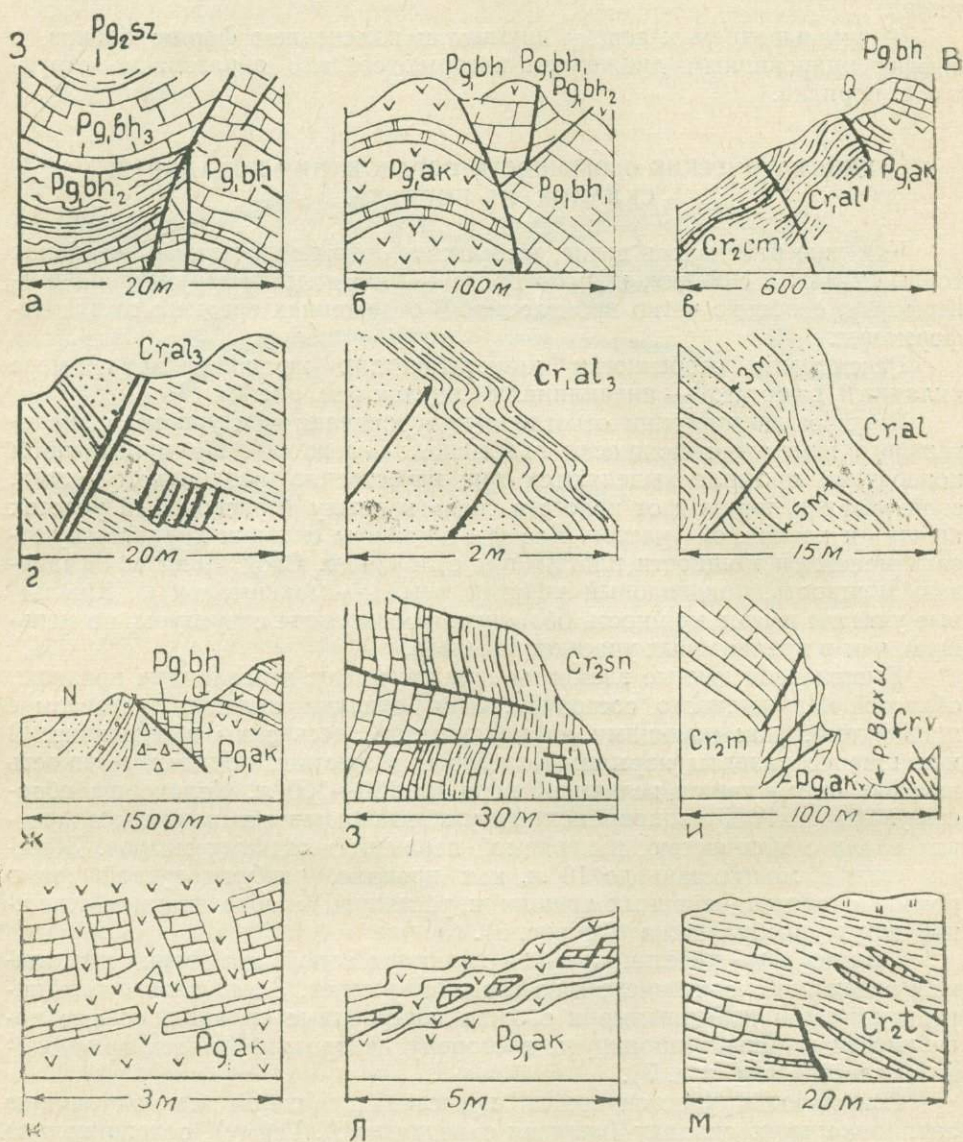 З
Pg₂sz
Pg₁bh₃
Pg₁bh₂
Pg₁bh
20м
а
Pg₁bh
Pg₁bh₁
Pg₁bh₂
Pg₁ак
Pg₁bh₁
100м
б
Pg₁bh
В
Q
Pg₁ак
Cr₁al
Cr₂cm
600
в
Cr₁al₃
20м
г
Cr₁al₃
2м
3м
Cr₁al
5м
15м
N
Pg₁bh
Q
Pg₁ак
1500м
ж
Cr₂sn
30м
З
Cr₂m
Pg₁ак
р Вахш
Cr₁v
100м
И
Pg₁ак
3м
к
Pg₁ак
5м
Л
Cr₂t
20м
М